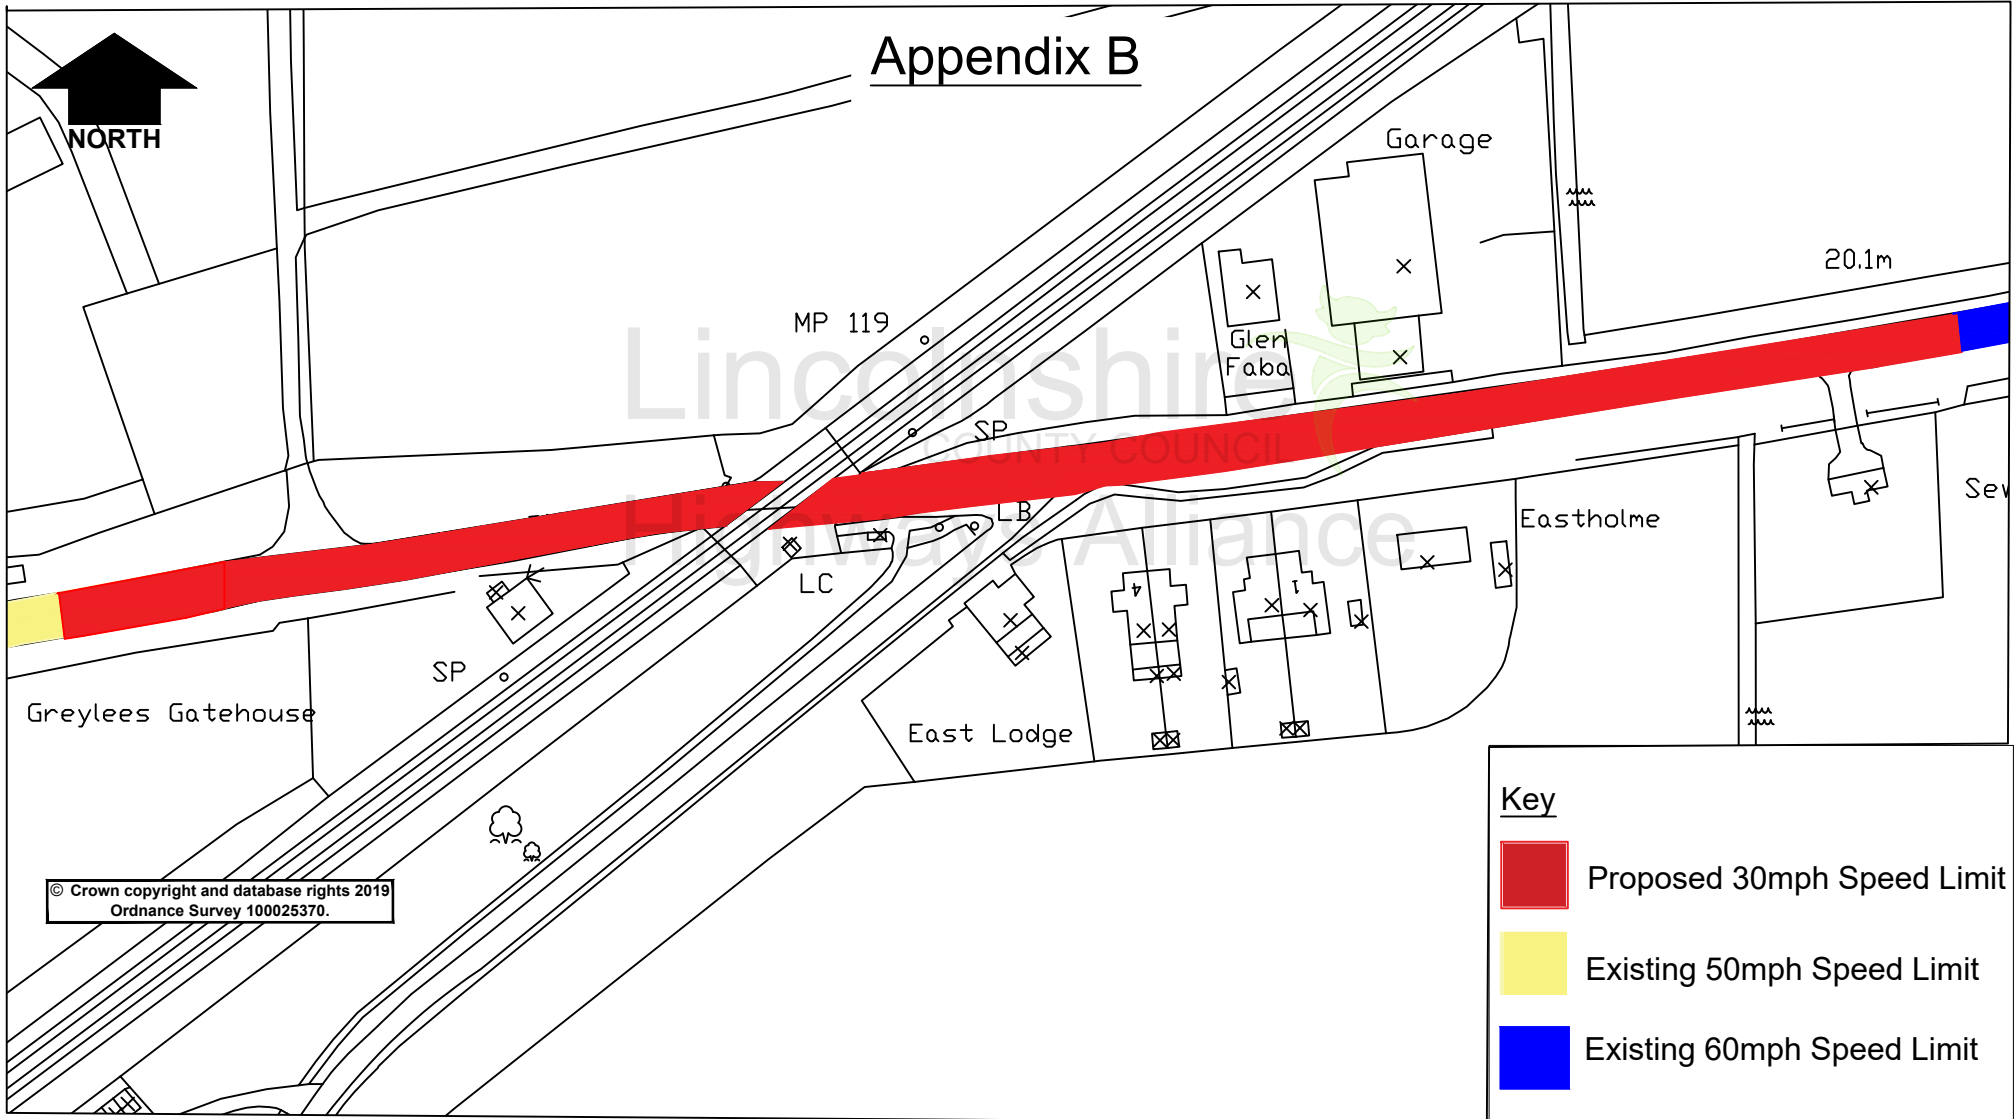 Appendix B
NORTH
Garage
20.1m
MP 119
Glen
Faba
Lincolnshire
COUNTY COUNCIL
Highways Alliance
SP
LB
LC
Eastholme
4
1
SP
Greylees Gatehouse
East Lodge
Key
Proposed 30mph Speed Limit
Existing 50mph Speed Limit
Existing 60mph Speed Limit
© Crown copyright and database rights 2019
Ordnance Survey 100025370.